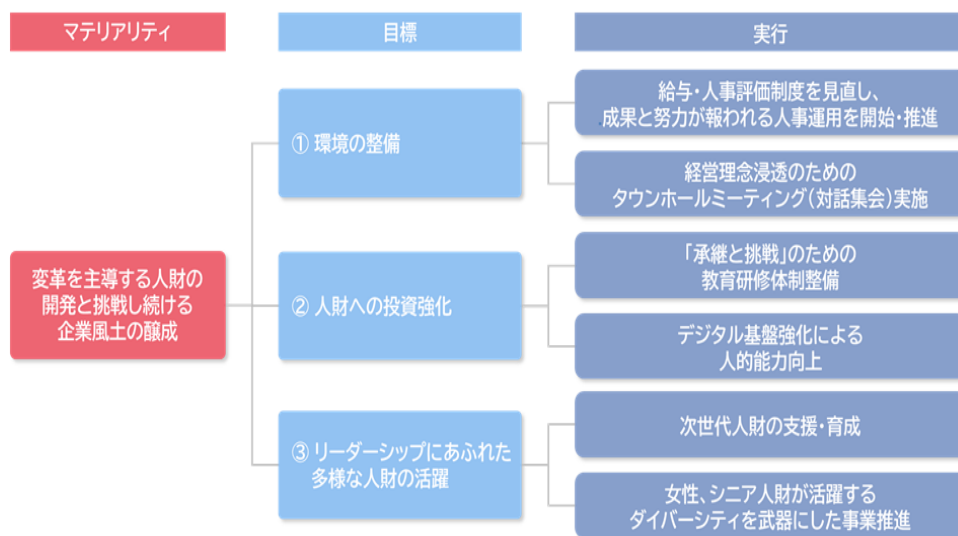 マテリアリティ
目標
実行
変革を主導する人財の
開発と挑戦し続ける
企業風土の醸成
① 環境の整備
給与・人事評価制度を見直し、
成果と努力が報われる人事運用を開始・推進
経営理念浸透のための
タウンホールミーティング(対話集会)実施
② 人財への投資強化
「承継と挑戦」のための
教育研修体制整備
デジタル基盤強化による
人的能力向上
③ リーダーシップにあふれた
多様な人財の活躍
次世代人財の支援・育成
女性、シニア人財が活躍する
ダイバーシティを武器にした事業推進